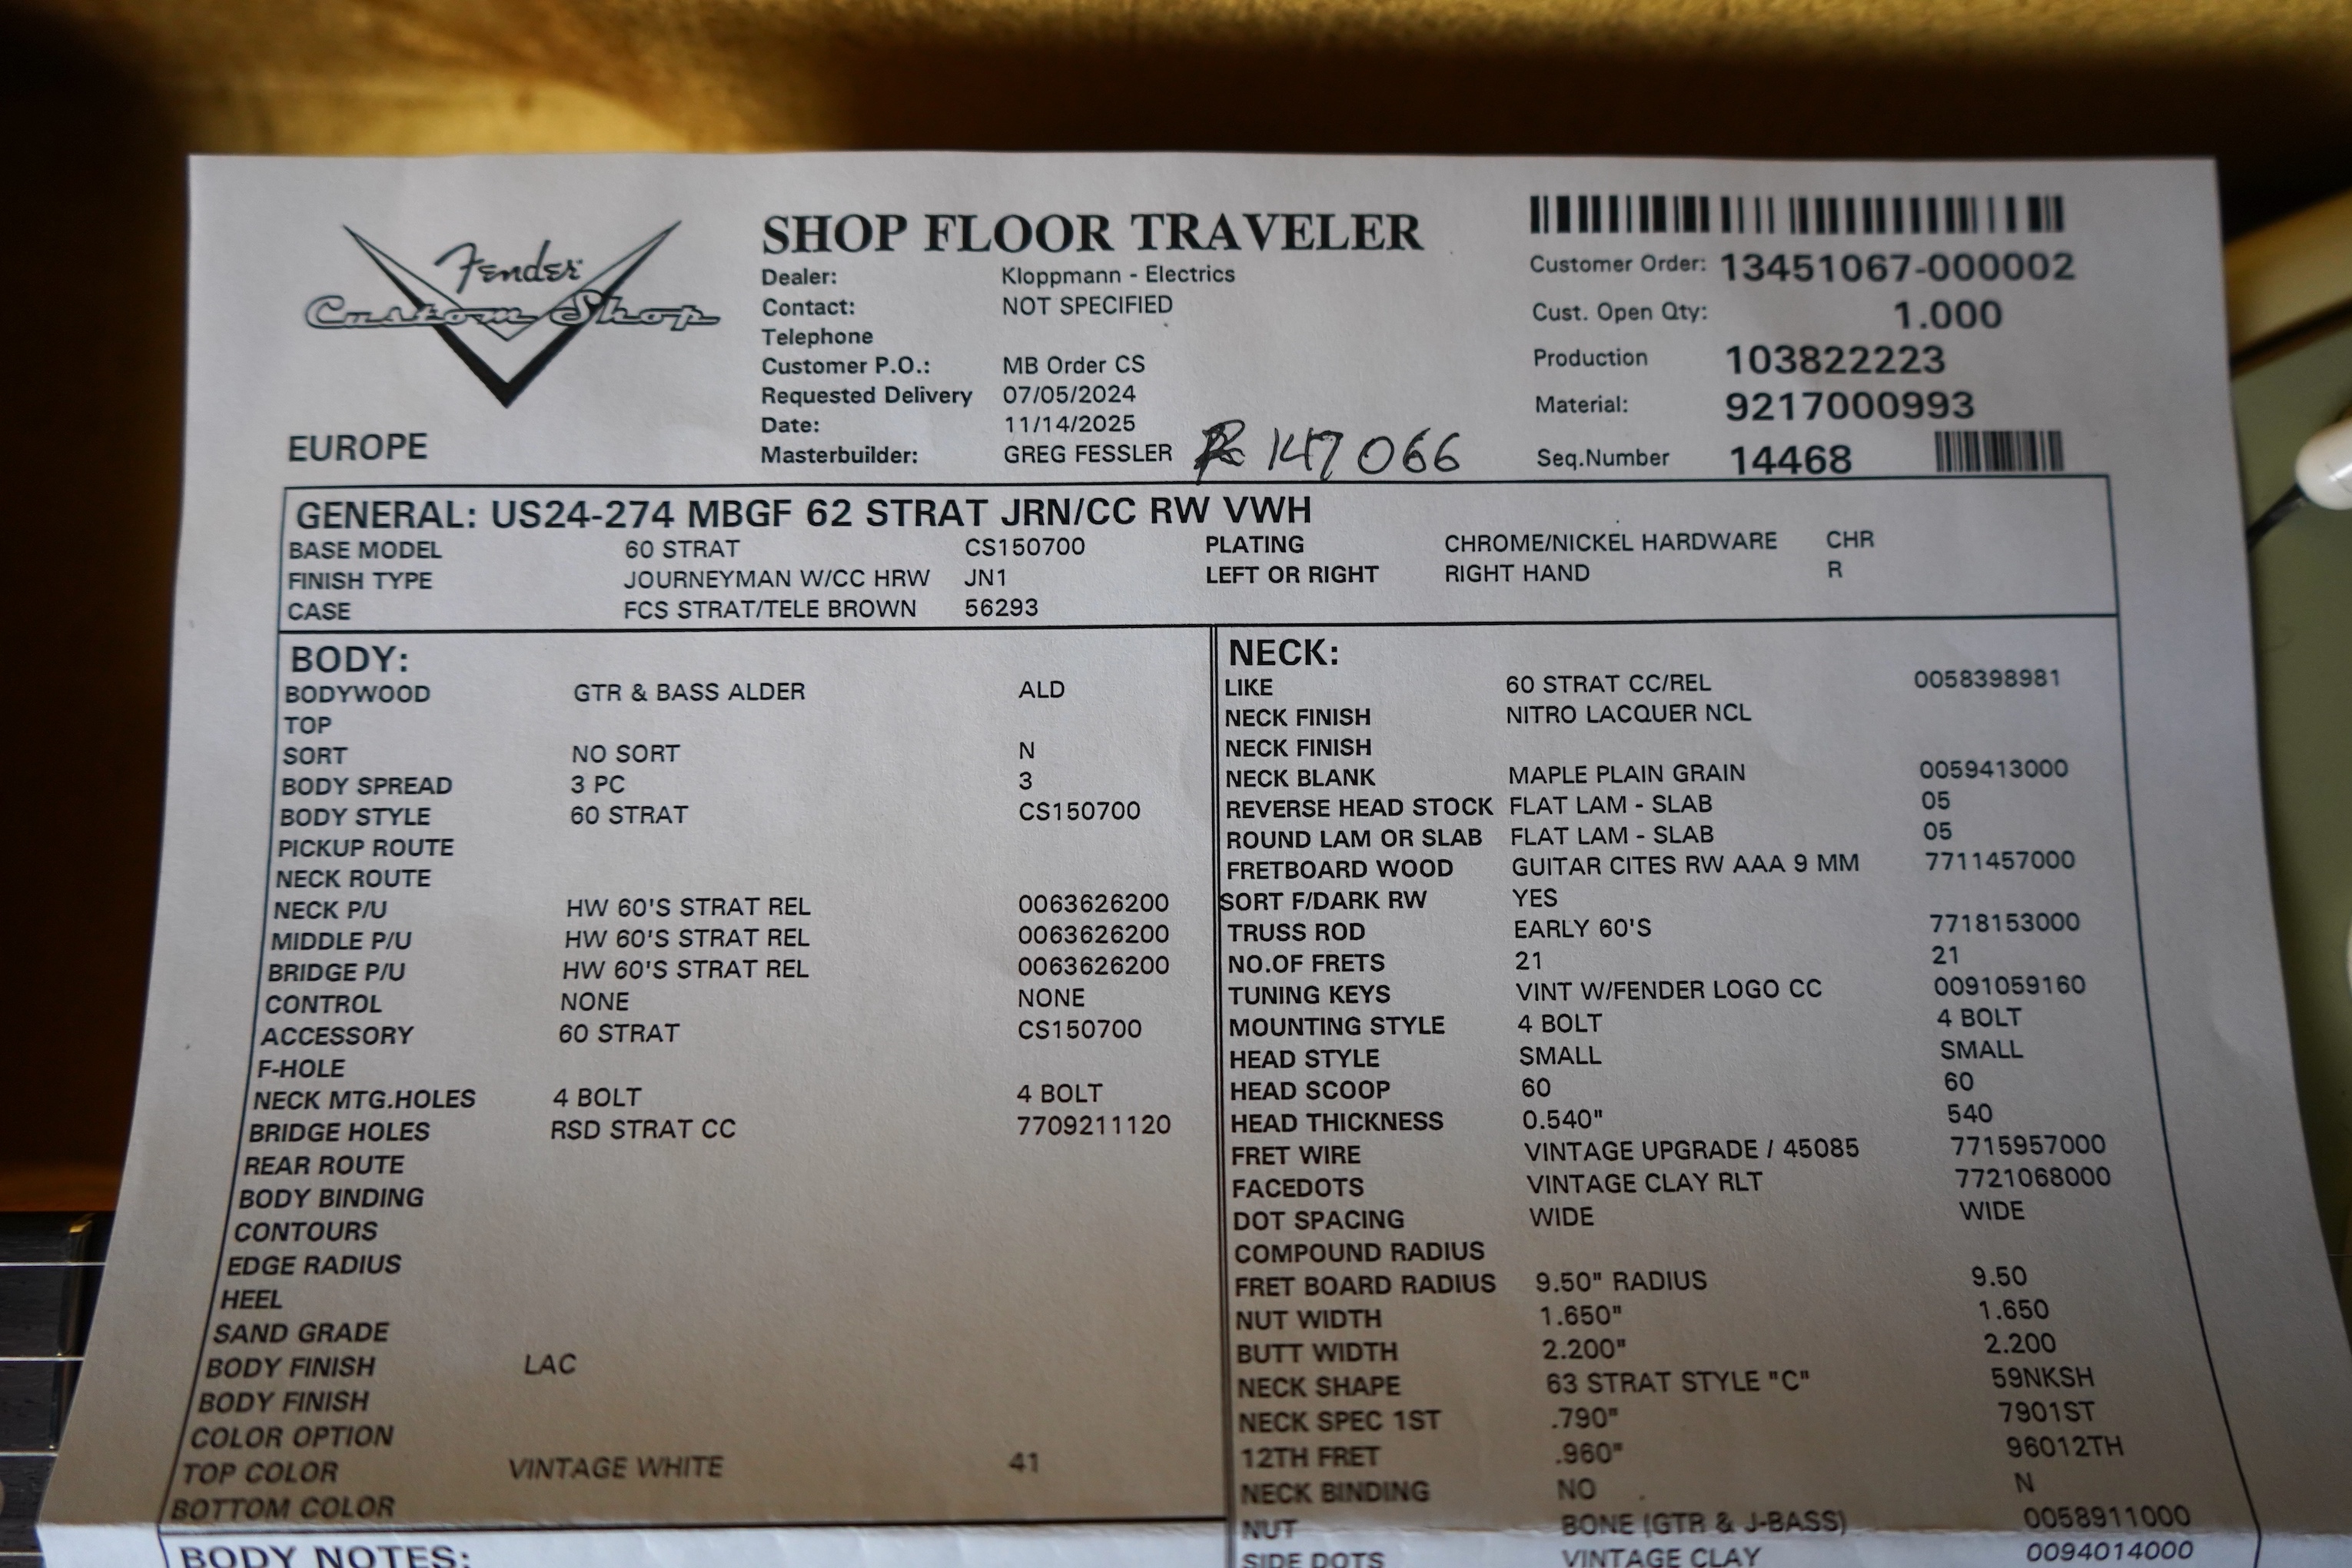 Fender
Custom Shop
EUROPE
SHOP FLOOR TRAVELER
Dealer: Kloppmann - Electrics
Contact: NOT SPECIFIED
Telephone
Customer P.O.: MB Order CS
Requested Delivery 07/05/2024
Date: 11/14/2025
Masterbuilder: GREG FESSLER R 147066
Customer Order: 13451067-000002
Cust. Open Qty: 1.000
Production 103822223
Material: 9217000993
Seq.Number 14468
GENERAL: US24-274 MBGF 62 STRAT JRN/CC RW VWH
BASE MODEL 60 STRAT CS150700 PLATING CHROME/NICKEL HARDWARE CHR
FINISH TYPE JOURNEYMAN W/CC HRW JN1 LEFT OR RIGHT RIGHT HAND R
CASE FCS STRAT/TELE BROWN 56293
BODY:
BODYWOOD GTR & BASS ALDER ALD
TOP
SORT NO SORT N
BODY SPREAD 3 PC 3
BODY STYLE 60 STRAT CS150700
PICKUP ROUTE
NECK ROUTE
NECK P/U HW 60'S STRAT REL 0063626200
MIDDLE P/U HW 60'S STRAT REL 0063626200
BRIDGE P/U HW 60'S STRAT REL 0063626200
CONTROL NONE NONE
ACCESSORY 60 STRAT CS150700
F-HOLE
NECK MTG.HOLES 4 BOLT 4 BOLT
BRIDGE HOLES RSD STRAT CC 7709211120
REAR ROUTE
BODY BINDING
CONTOURS
EDGE RADIUS
HEEL
SAND GRADE
BODY FINISH LAC
BODY FINISH
COLOR OPTION
TOP COLOR VINTAGE WHITE 41
BOTTOM COLOR
BODY NOTES:
NECK:
LIKE 60 STRAT CC/REL 0058398981
NECK FINISH NITRO LACQUER NCL
NECK FINISH
NECK BLANK MAPLE PLAIN GRAIN 0059413000
REVERSE HEAD STOCK FLAT LAM - SLAB 05
ROUND LAM OR SLAB FLAT LAM - SLAB 05
FRETBOARD WOOD GUITAR CITES RW AAA 9 MM 7711457000
SORT F/DARK RW YES
TRUSS ROD EARLY 60'S 7718153000
NO.OF FRETS 21 21
TUNING KEYS VINT W/FENDER LOGO CC 0091059160
MOUNTING STYLE 4 BOLT 4 BOLT
HEAD STYLE SMALL SMALL
HEAD SCOOP 60 60
HEAD THICKNESS 0.540" 540
FRET WIRE VINTAGE UPGRADE / 45085 7715957000
FACEDOTS VINTAGE CLAY RLT 7721068000
DOT SPACING WIDE WIDE
COMPOUND RADIUS
FRET BOARD RADIUS 9.50" RADIUS 9.50
NUT WIDTH 1.650" 1.650
BUTT WIDTH 2.200" 2.200
NECK SHAPE 63 STRAT STYLE "C" 59NKSH
NECK SPEC 1ST .790" 7901ST
12TH FRET .960" 96012TH
NECK BINDING NO N
NUT BONE (GTR & J-BASS) 0058911000
SIDE DOTS VINTAGE CLAY 0094014000